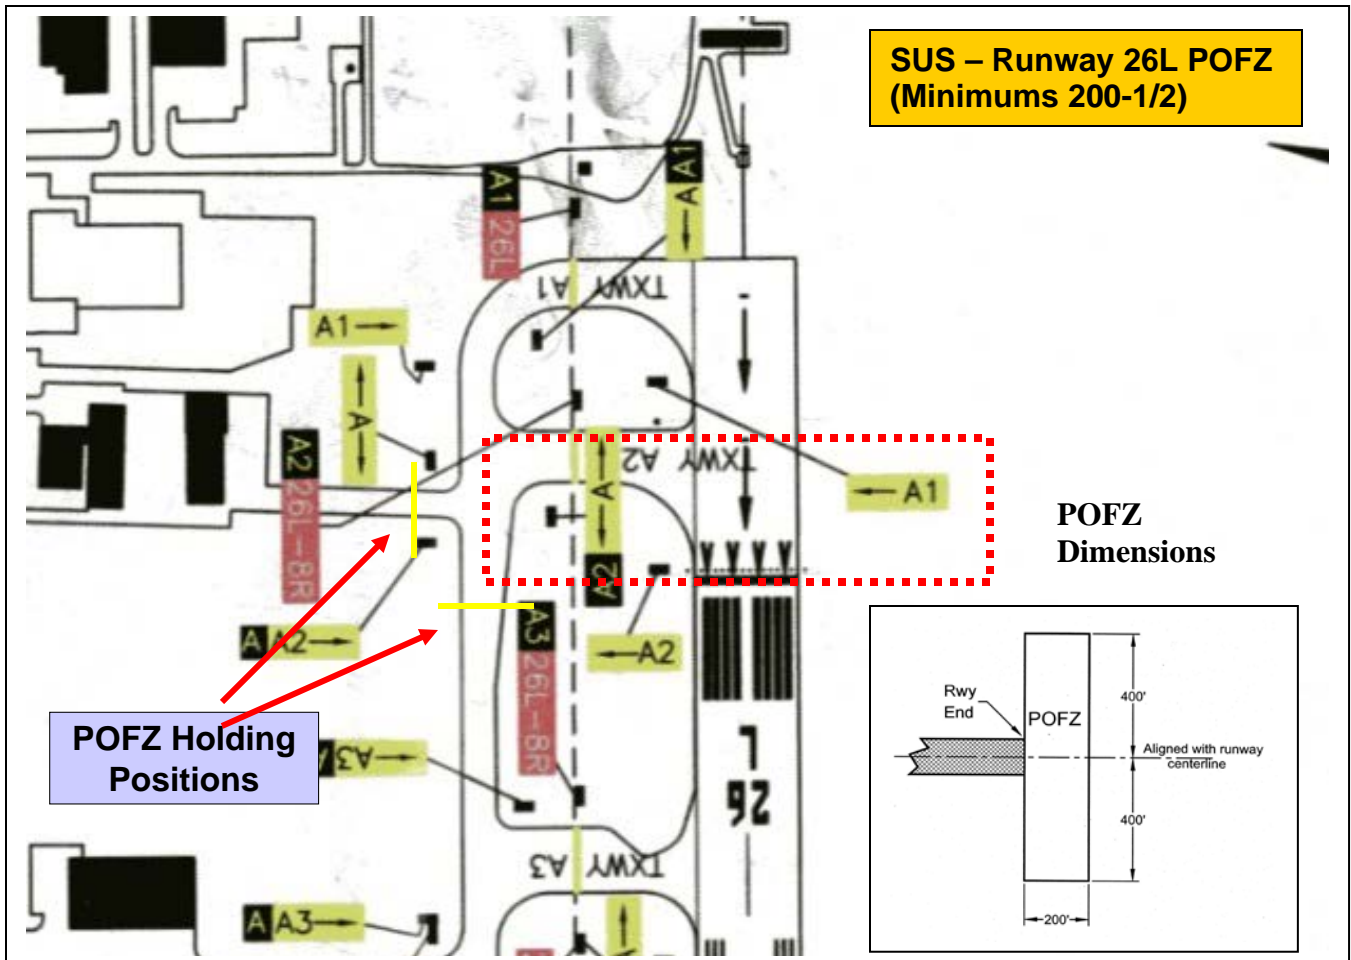 SUS – Runway 26L POFZ
(Minimums 200-1/2)
A1 26L
A1 A
TXWY A1
A1
A
A2 26L-8R
TXWY A2
A
A2
A1
POFZ
Dimensions
A A2
A3 26L-8R
A2
POFZ Holding
Positions
A3
L
26
TXWY A3
A A3
A
Rwy
End
POFZ
400'
Aligned with runway
centerline
400'
200'